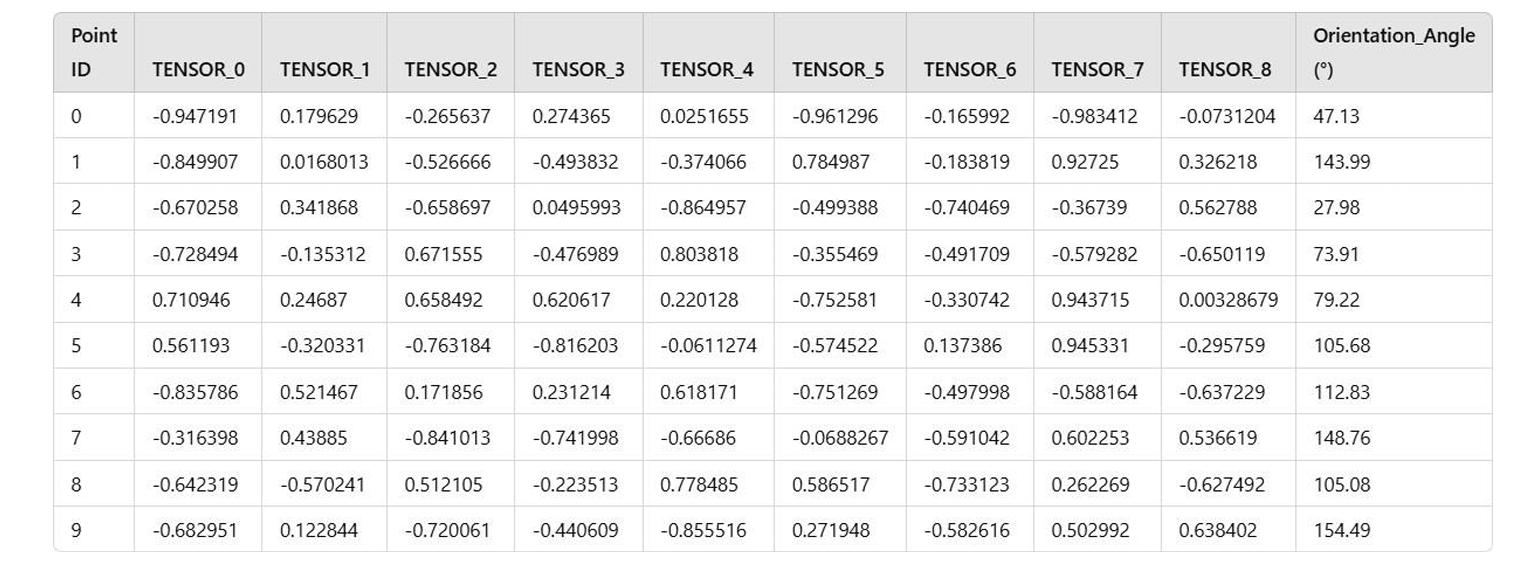 Point ID TENSOR_0 TENSOR_1 TENSOR_2 TENSOR_3 TENSOR_4 TENSOR_5 TENSOR_6 TENSOR_7 TENSOR_8 Orientation_Angle (°)
0 -0.947191 0.179629 -0.265637 0.274365 0.0251655 -0.961296 -0.165992 -0.983412 -0.0731204 47.13
1 -0.849907 0.0168013 -0.526666 -0.493832 -0.374066 0.784987 -0.183819 0.92725 0.326218 143.99
2 -0.670258 0.341868 -0.658697 0.0495993 -0.864957 -0.499388 -0.740469 -0.36739 0.562788 27.98
3 -0.728494 -0.135312 0.671555 -0.476989 0.803818 -0.355469 -0.491709 -0.579282 -0.650119 73.91
4 0.710946 0.24687 0.658492 0.620617 0.220128 -0.752581 -0.330742 0.943715 0.00328679 79.22
5 0.561193 -0.320331 -0.763184 -0.816203 -0.0611274 -0.574522 0.137386 0.945331 -0.295759 105.68
6 -0.835786 0.521467 0.171856 0.231214 0.618171 -0.751269 -0.497998 -0.588164 -0.637229 112.83
7 -0.316398 0.43885 -0.841013 -0.741998 -0.66686 -0.0688267 -0.591042 0.602253 0.536619 148.76
8 -0.642319 -0.570241 0.512105 -0.223513 0.778485 0.586517 -0.733123 0.262269 -0.627492 105.08
9 -0.682951 0.122844 -0.720061 -0.440609 -0.855516 0.271948 -0.582616 0.502992 0.638402 154.49